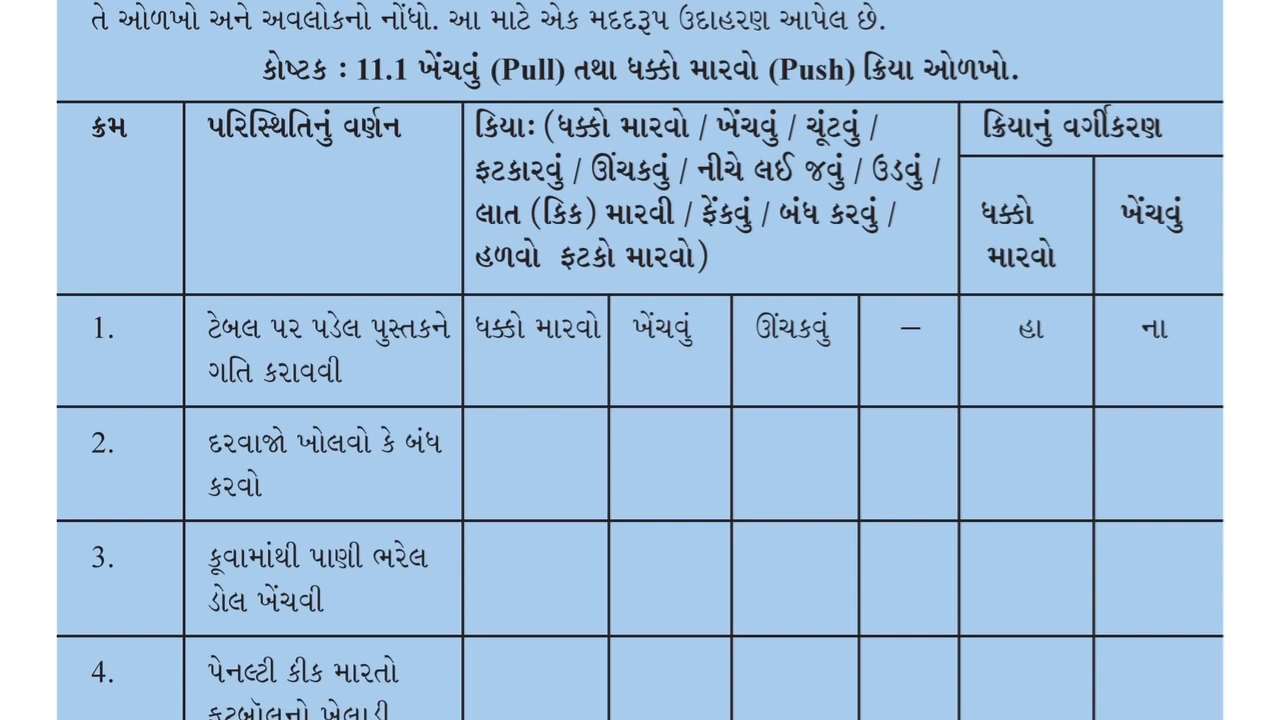 તે ઓળખો અને અવલોકનો નોંધો. આ માટે એક મદદરૂપ ઉદાહરણ આપેલ છે.
કોષ્ટક : 11.1 ખેંચવું (Pull) તથા ધક્કો મારવો (Push) ક્રિયા ઓળખો.
ક્રમ પરિસ્થિતિનું વર્ણન કિયાઃ (ધક્કો મારવો / ખેંચવું / ચૂંટવું / ક્રિયાનું વર્ગીકરણ
ફટકારવું / ઊંચકવું / નીચે લઈ જવું / ઉડવું /
લાત (કિક) મારવી / ફેંકવું / બંધ કરવું / ધક્કો ખેંચવું
હળવો ફટકો મારવો) મારવો
1. ટેબલ પર પડેલ પુસ્તકને ધક્કો મારવો ખેંચવું ઊંચકવું – હા ના
ગતિ કરાવવી
2. દરવાજો ખોલવો કે બંધ
કરવો
3. કૂવામાંથી પાણી ભરેલ
ડોલ ખેંચવી
4. પેનલ્ટી કીક મારતો
ફૂટબૉલનો ખેલાડી